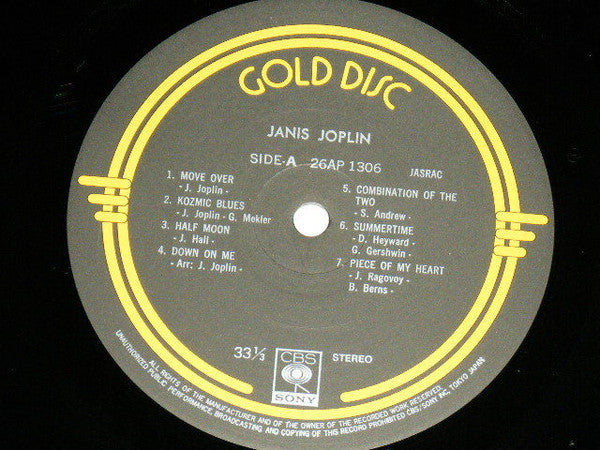 GOLD DISC
JANIS JOPLIN
SIDE-A 26AP 1306 JASRAC
1. MOVE OVER
- J. Joplin -
2. KOZMIC BLUES
- J. Joplin - G. Mekler
3. HALF MOON
- J. Hall -
4. DOWN ON ME
- Arr; J. Joplin -
5. COMBINATION OF THE
TWO
- S. Andrew -
6. SUMMERTIME
- D. Heyward -
G. Gershwin -
7. PIECE OF MY HEART
- J. Ragovoy -
B. Berns -
33⅓
CBS
SONY
STEREO
ALL RIGHTS OF THE MANUFACTURER AND OF THE OWNER OF THE RECORDED WORK RESERVED.
UNAUTHORIZED PUBLIC PERFORMANCE, BROADCASTING AND COPYING OF THIS RECORD PROHIBITED CBS/SONY INC, TOKYO JAPAN